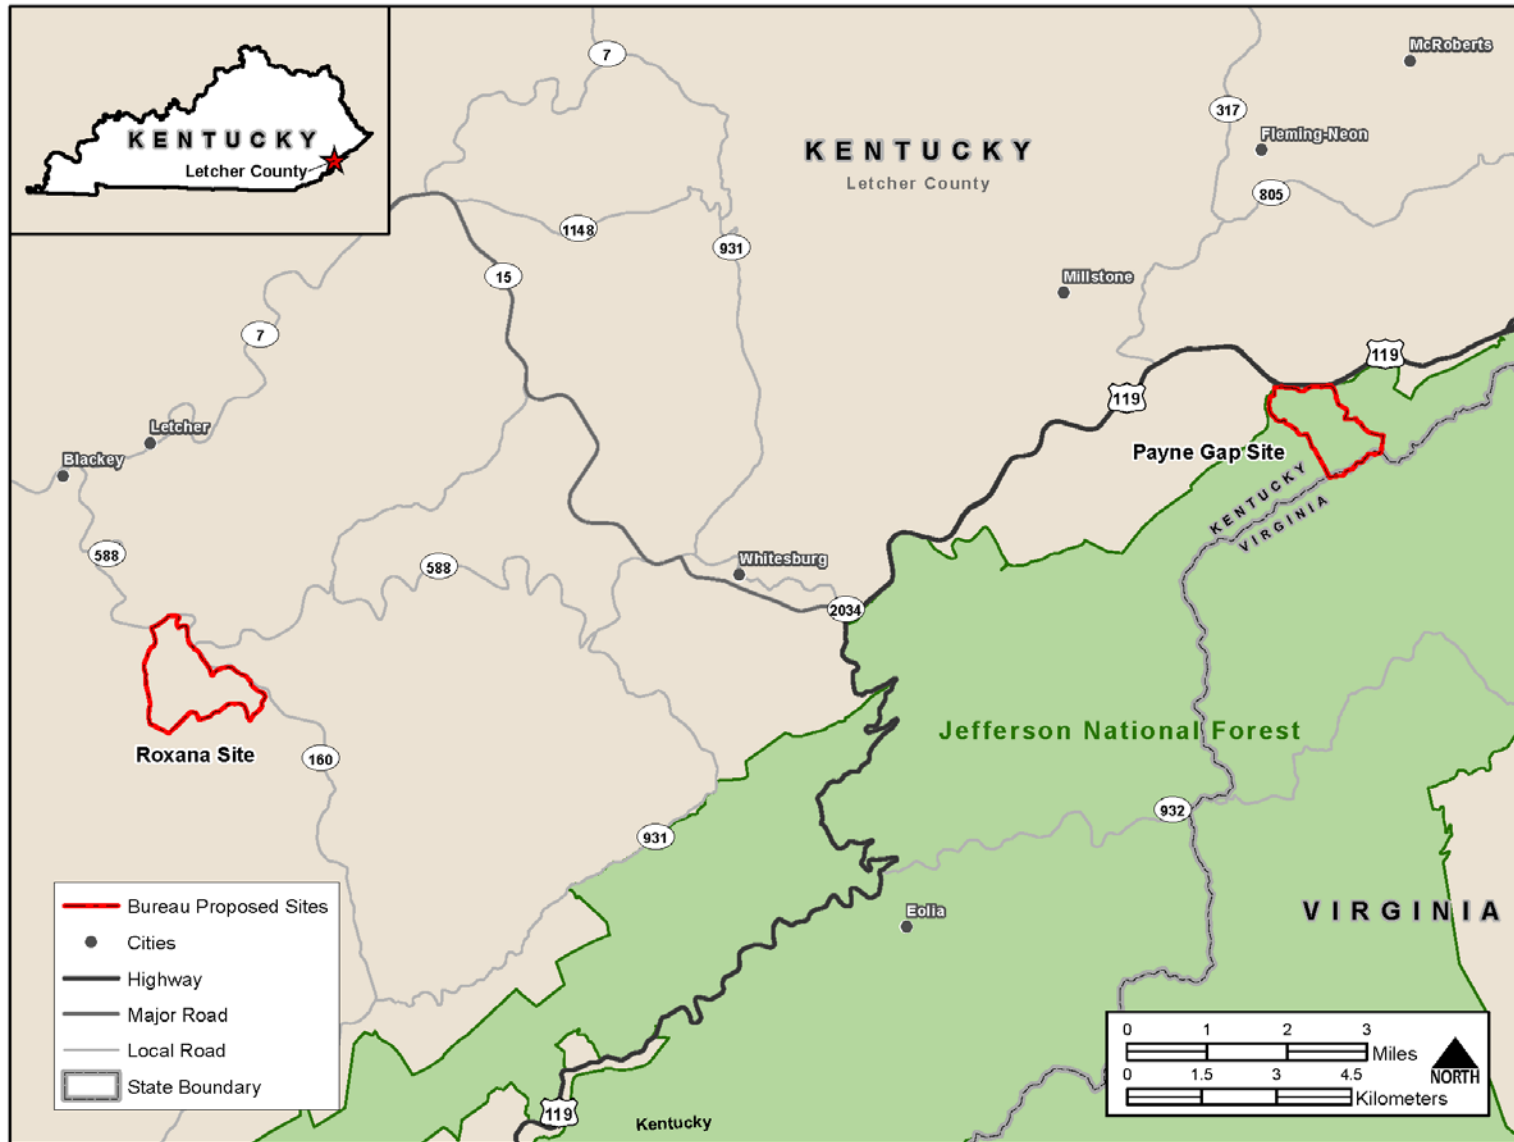 KENTUCKY
Letcher County
7
McRoberts
317
Fleming-Neon
KENTUCKY
Letcher County
805
1148
931
15
Millstone
7
119
119
Letcher
Payne Gap Site
Blackey
KENTUCKY
VIRGINIA
588
588
Whitesburg
2034
Jefferson National Forest
Roxana Site
160
932
931
Eolia
VIRGINIA
Bureau Proposed Sites
Cities
Highway
Major Road
Local Road
State Boundary
0 1 2 3
Miles
0 1.5 3 4.5
Kilometers
NORTH
119
Kentucky